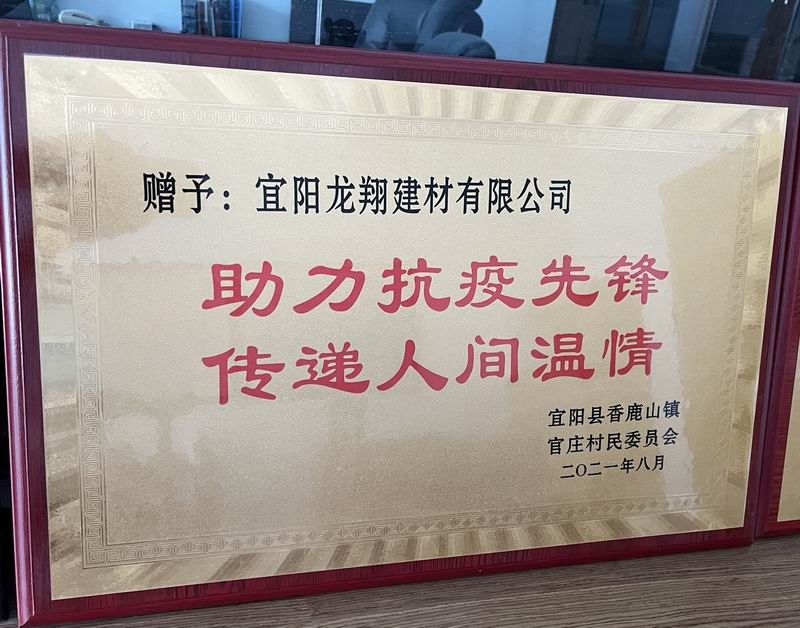 赠予：宜阳龙翔建材有限公司
助力抗疫先锋
传递人间温情
宜阳县香鹿山镇
官庄村民委员会
二〇二一年八月